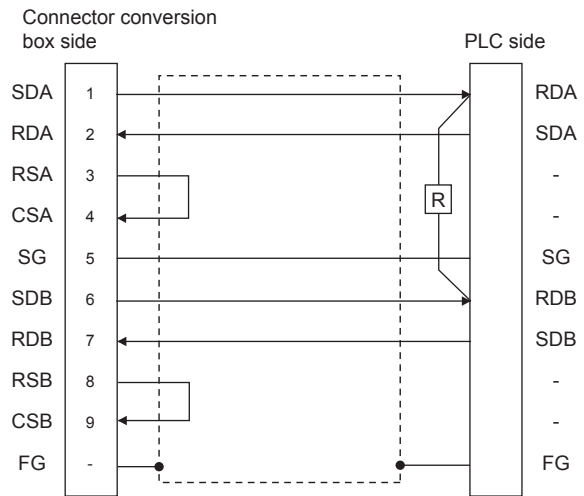 Connector conversion
box side
PLC side
SDA 1 RDA
RDA 2 SDA
RSA 3 -
R
CSA 4 -
SG 5 SG
SDB 6 RDB
RDB 7 SDB
RSB 8 -
CSB 9 -
FG - FG